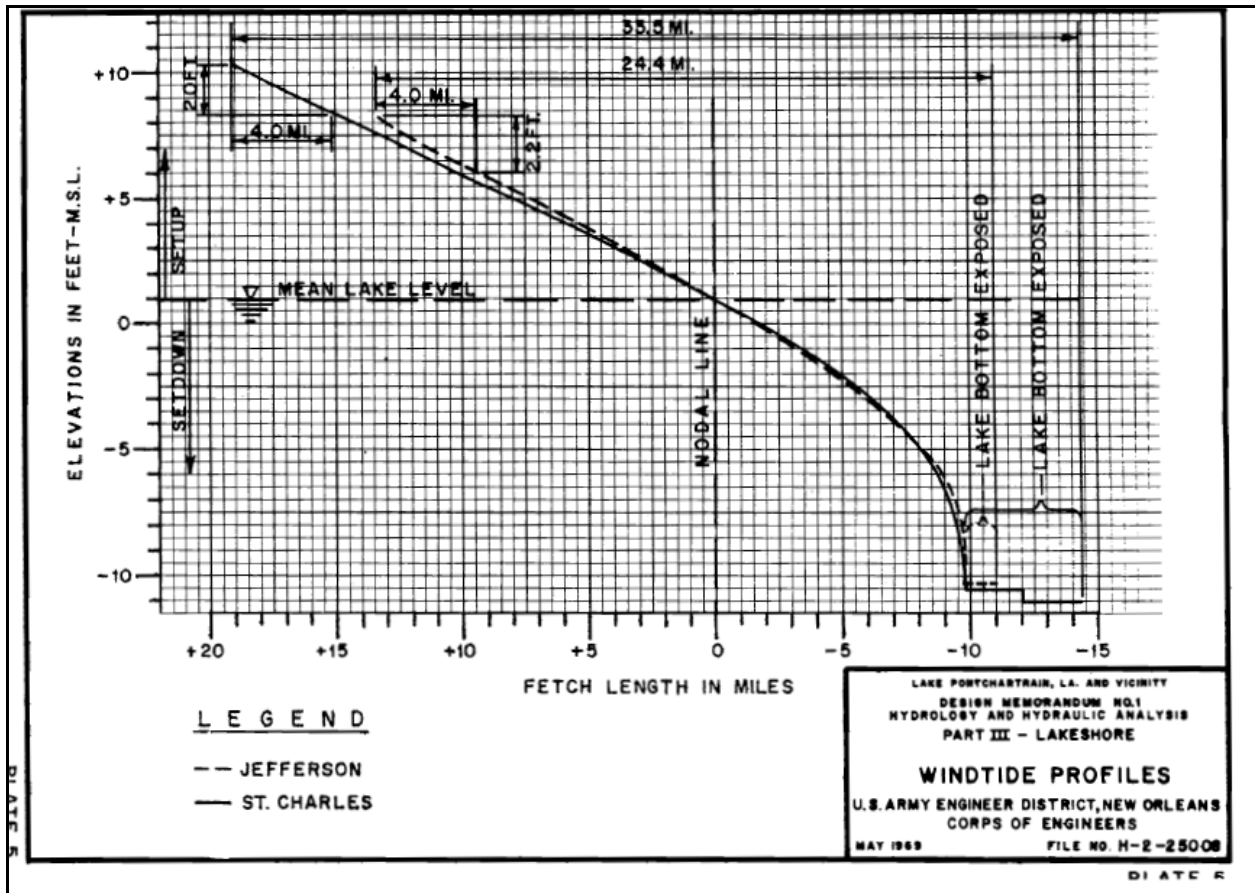 33.5 MI.
24.4 MI.
+10
2.0 FT.
4.0 MI.
4.0 MI.
2.2 FT.
ELEVATIONS IN FEET-M.S.L.
+5
SETUP
MEAN LAKE LEVEL
0
SETDOWN
NODAL LINE
LAKE BOTTOM EXPOSED
LAKE BOTTOM EXPOSED
-5
-10
+20 +15 +10 +5 0 -5 -10 -15
FETCH LENGTH IN MILES
LEGEND
JEFFERSON
ST. CHARLES
LAKE PONTCHARTRAIN, LA. AND VICINITY
DESIGN MEMORANDUM NO.1
HYDROLOGY AND HYDRAULIC ANALYSIS
PART III - LAKESHORE
WINDTIDE PROFILES
U.S. ARMY ENGINEER DISTRICT, NEW ORLEANS
CORPS OF ENGINEERS
MAY 1969 FILE NO. H-2-25008
PLATE